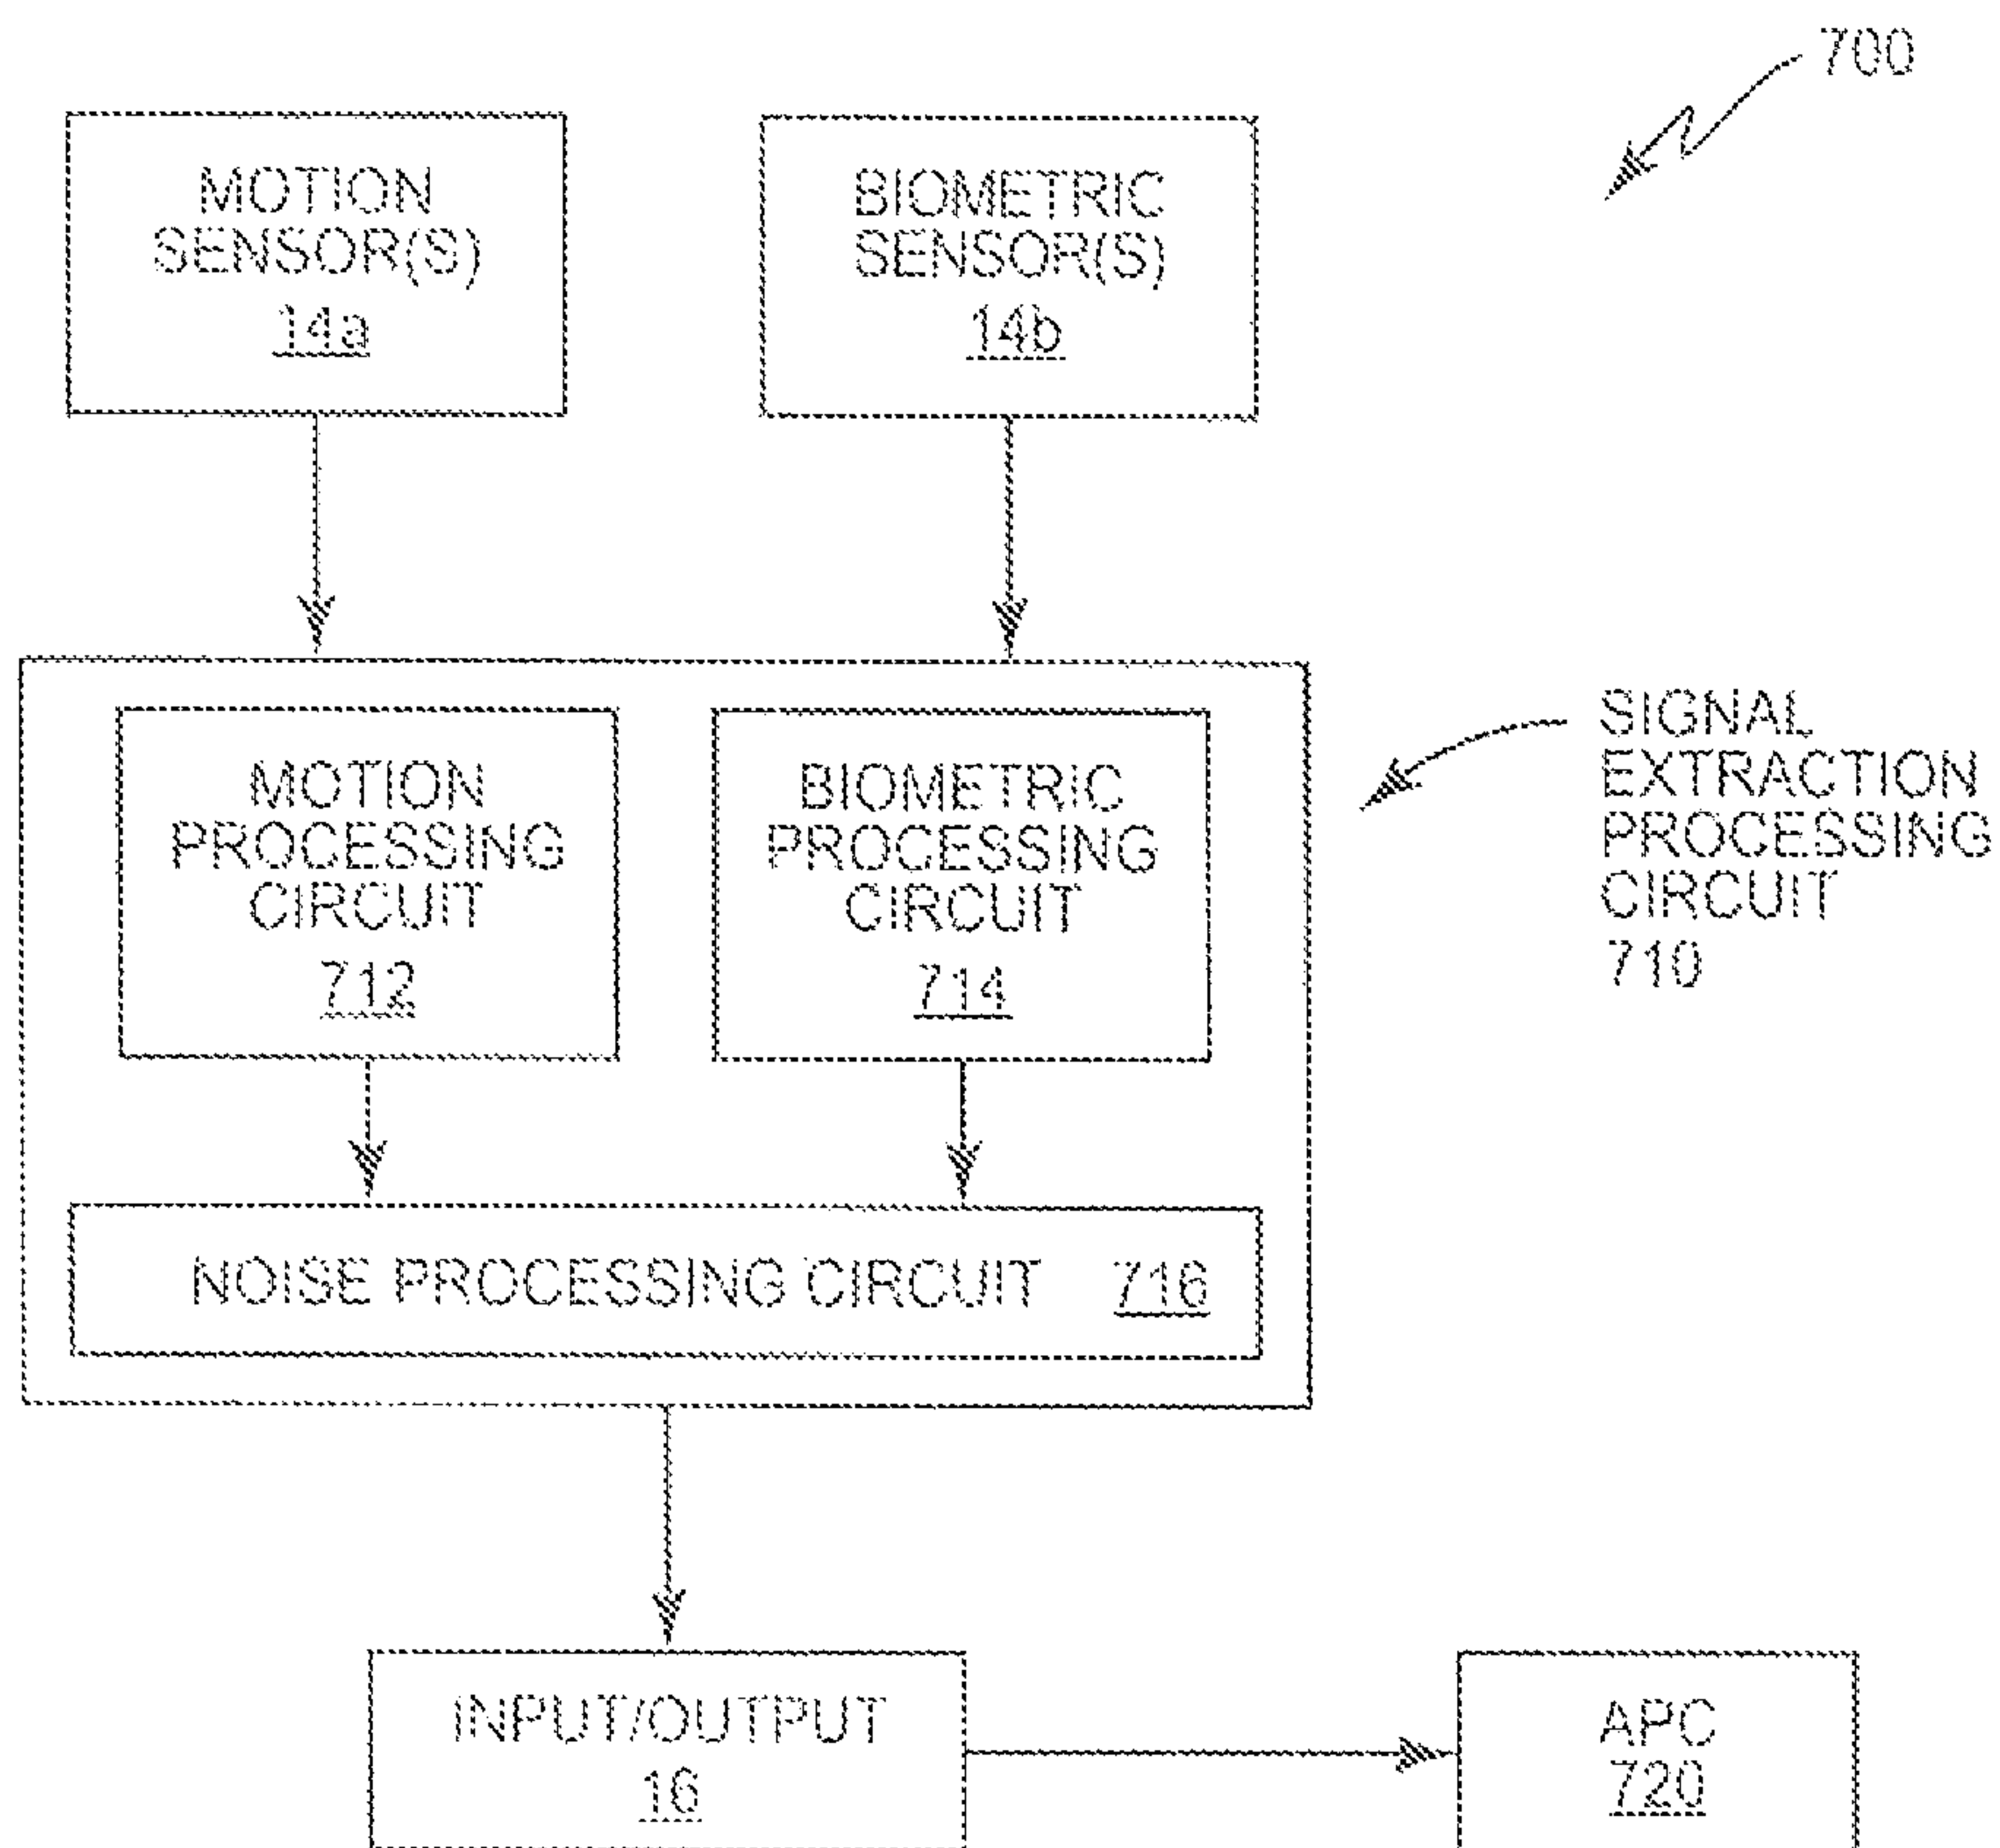 700
MOTION
SENSOR(S)
14a
BIOMETRIC
SENSOR(S)
14b
SIGNAL
EXTRACTION
PROCESSING
CIRCUIT
710
MOTION
PROCESSING
CIRCUIT
712
BIOMETRIC
PROCESSING
CIRCUIT
714
NOISE PROCESSING CIRCUIT 716
INPUT/OUTPUT
16
APC
720